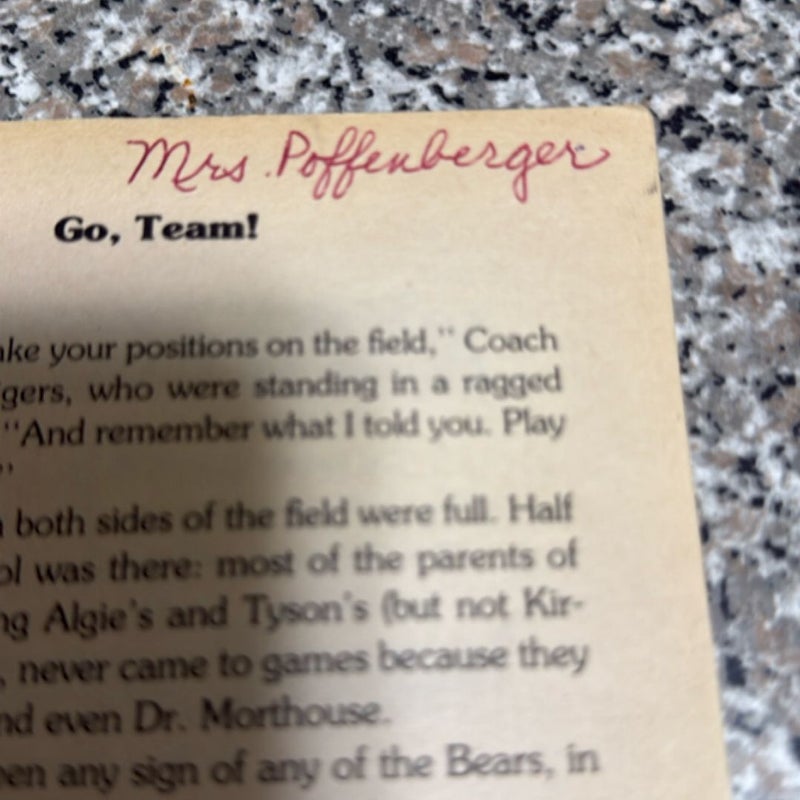 Mrs. Poffenberger
Go, Team!
ake your positions on the field,” Coach
gers, who were standing in a ragged
“And remember what I told you. Play
”
both sides of the field were full. Half
ol was there: most of the parents of
ng Algie's and Tyson's (but not Kir-
, never came to games because they
nd even Dr. Morthouse.
een any sign of any of the Bears, in